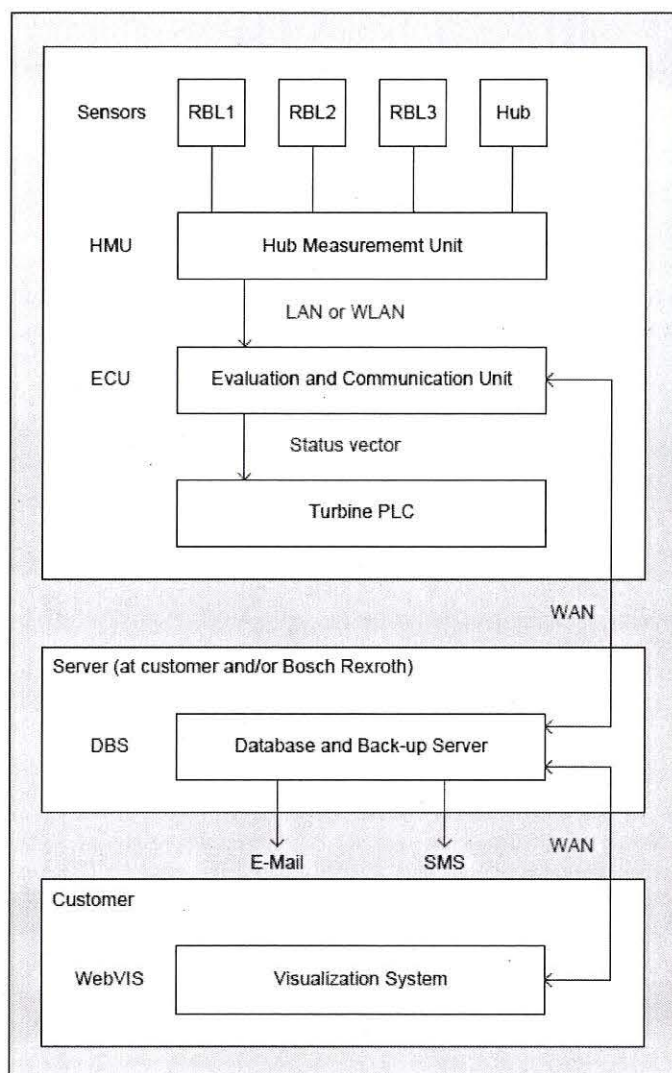 Sensors RBL1 RBL2 RBL3 Hub
HMU Hub Measurememt Unit
LAN or WLAN
ECU Evaluation and Communication Unit
Status vector
Turbine PLC
WAN
Server (at customer and/or Bosch Rexroth)
DBS Database and Back-up Server
WAN
E-Mail SMS
Customer
WebVIS Visualization System